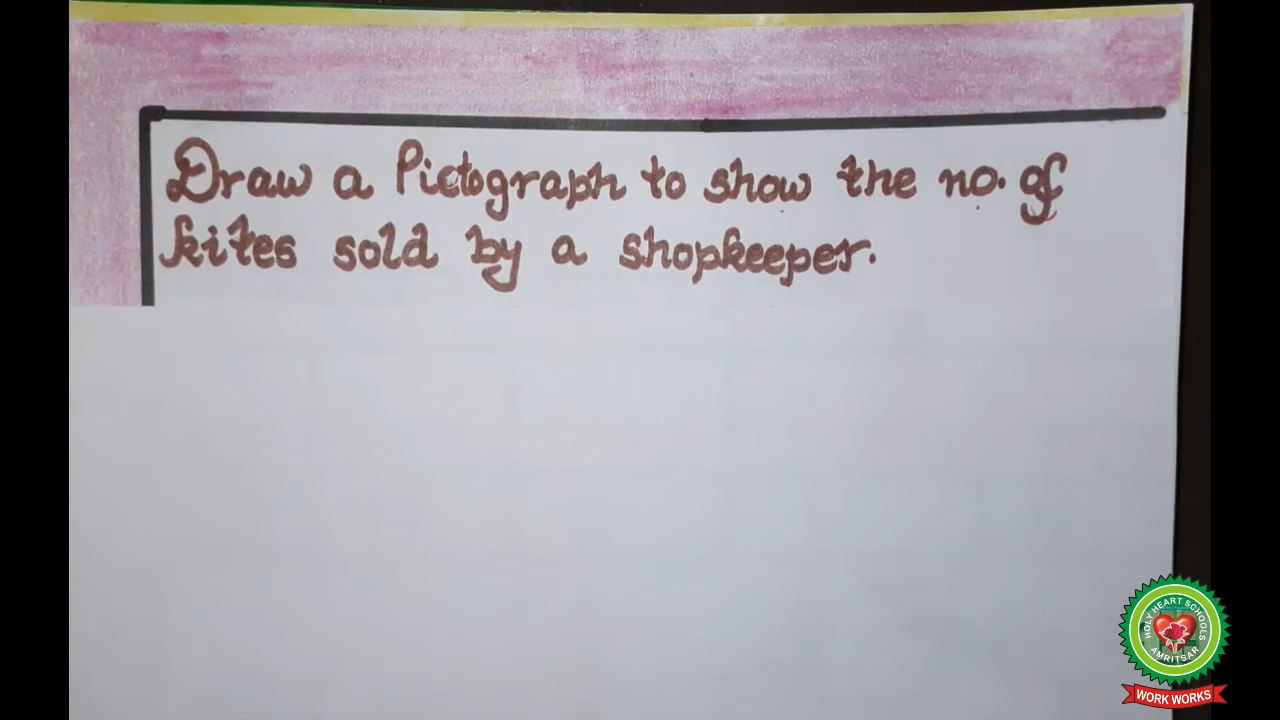 Draw a Pictograph to show the no. of
kites sold by a shopkeeper.
HOLY HEART SCHOOLS
AMRITSAR
WORK WORKS